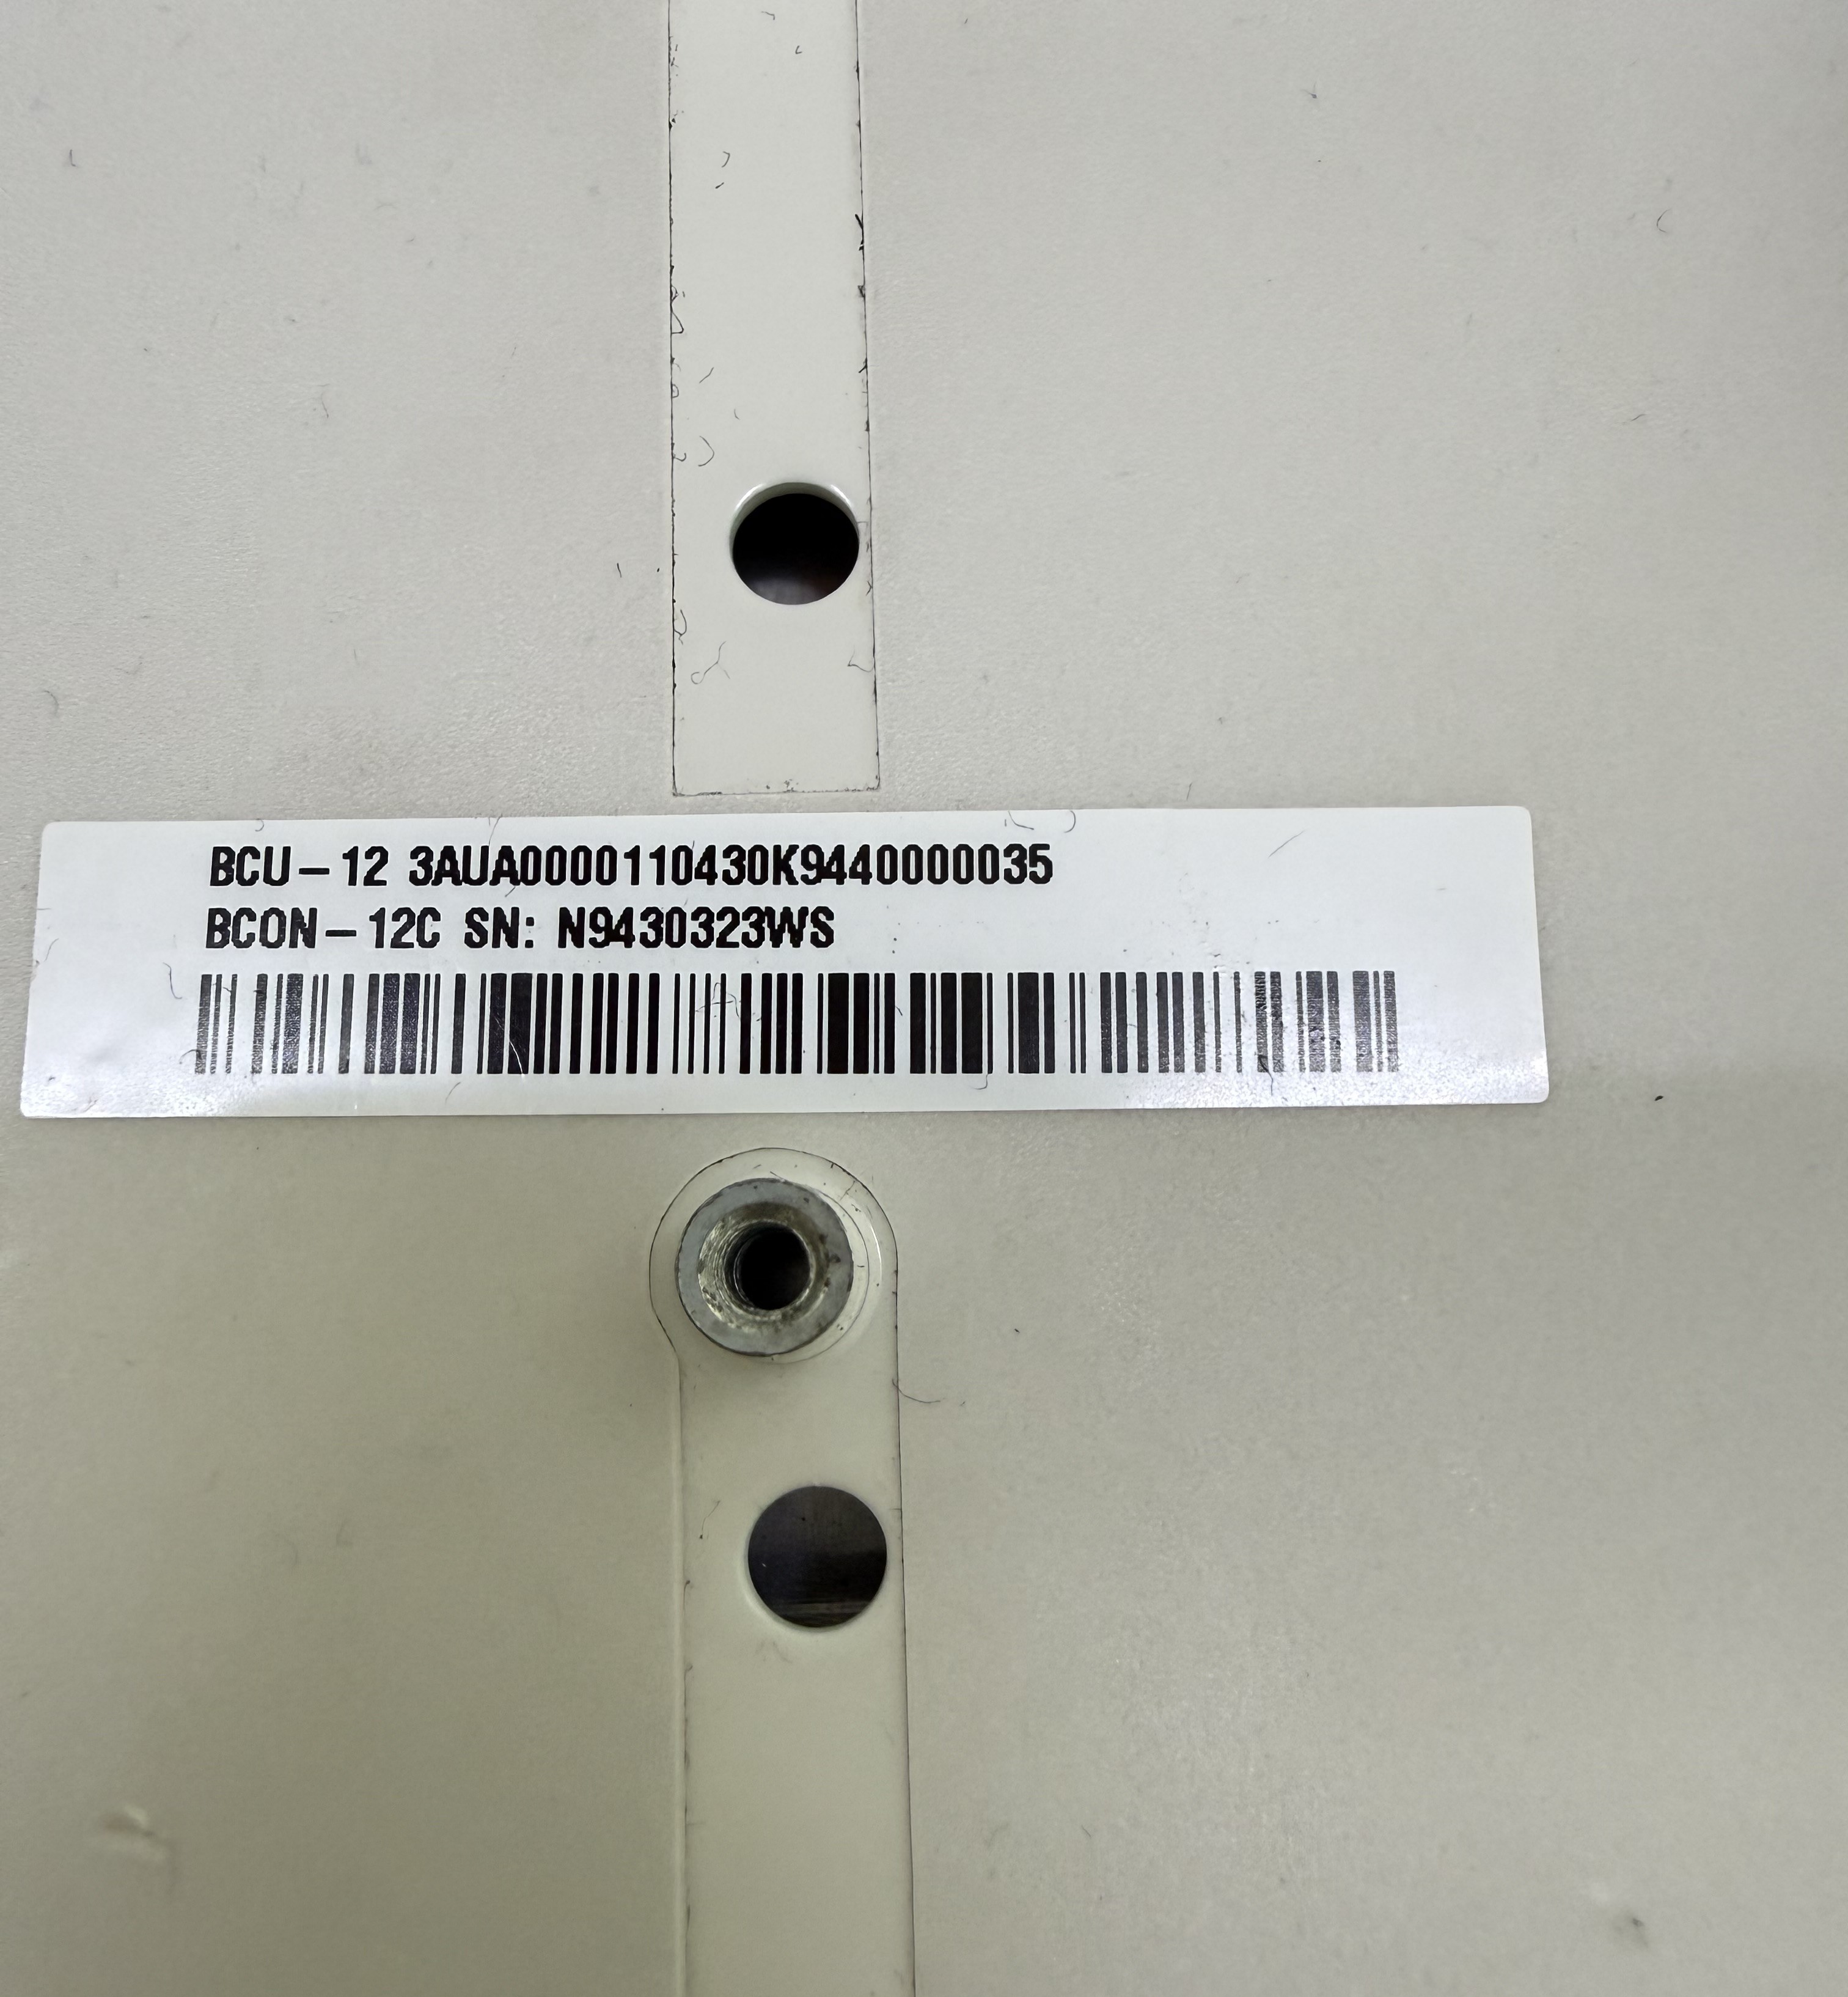 BCU-12 3AUA0000110430K9440000035
BCON-12C SN: N9430323WS